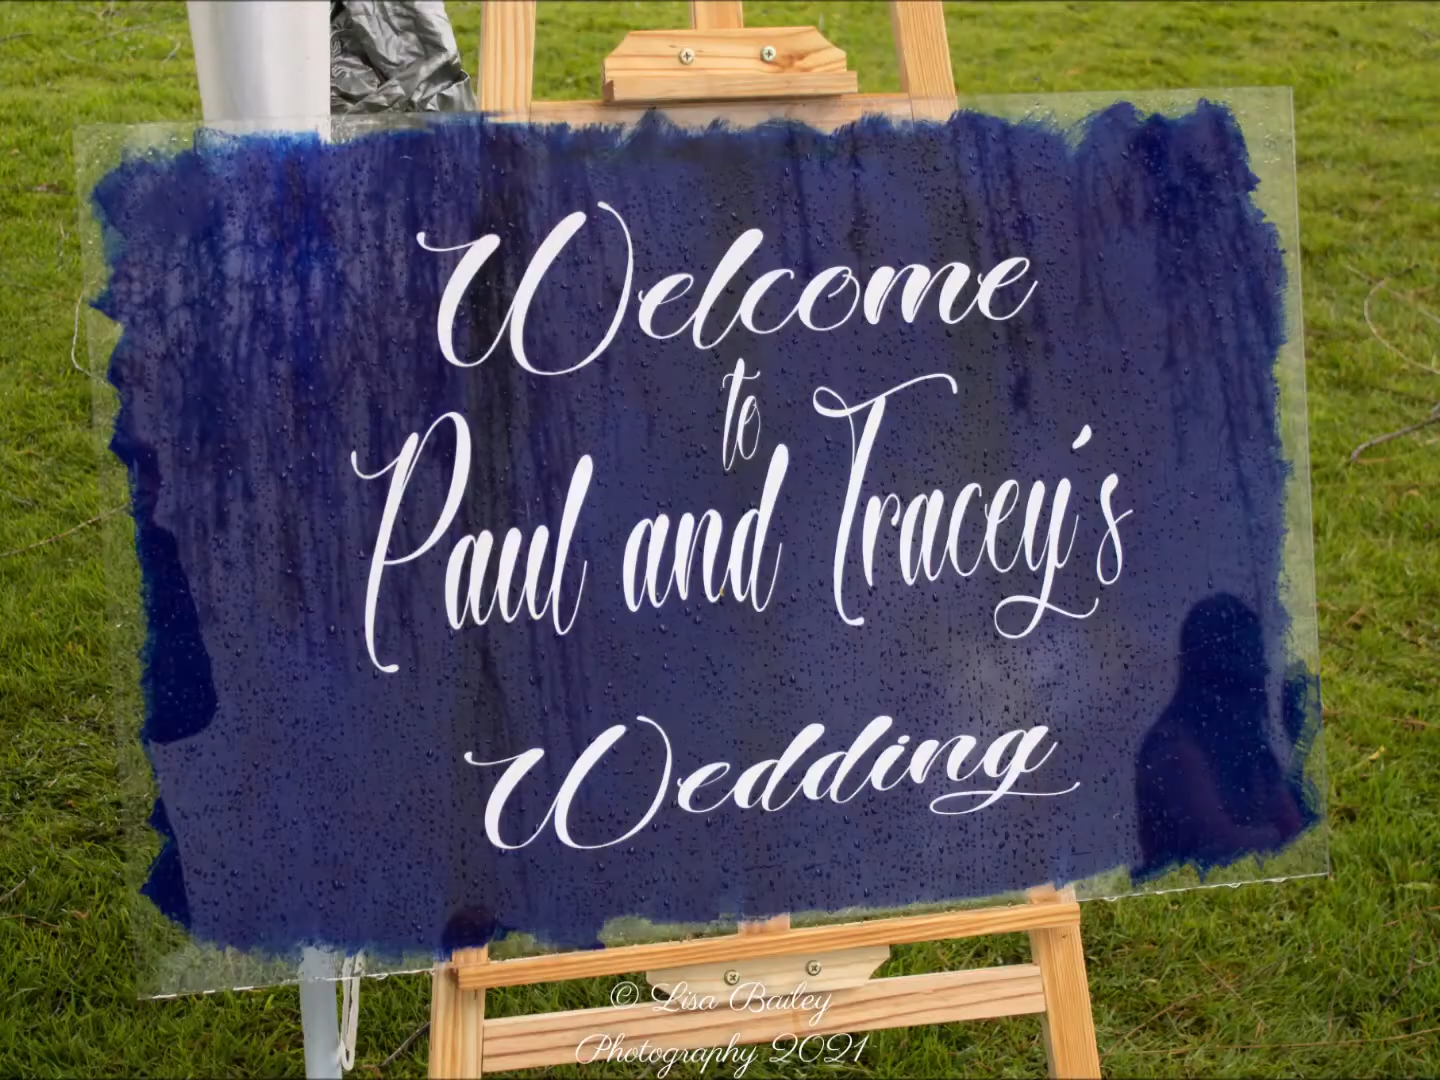 Welcome
to
Paul and Tracey's
Wedding
© Lisa Bailey
Photography 2021